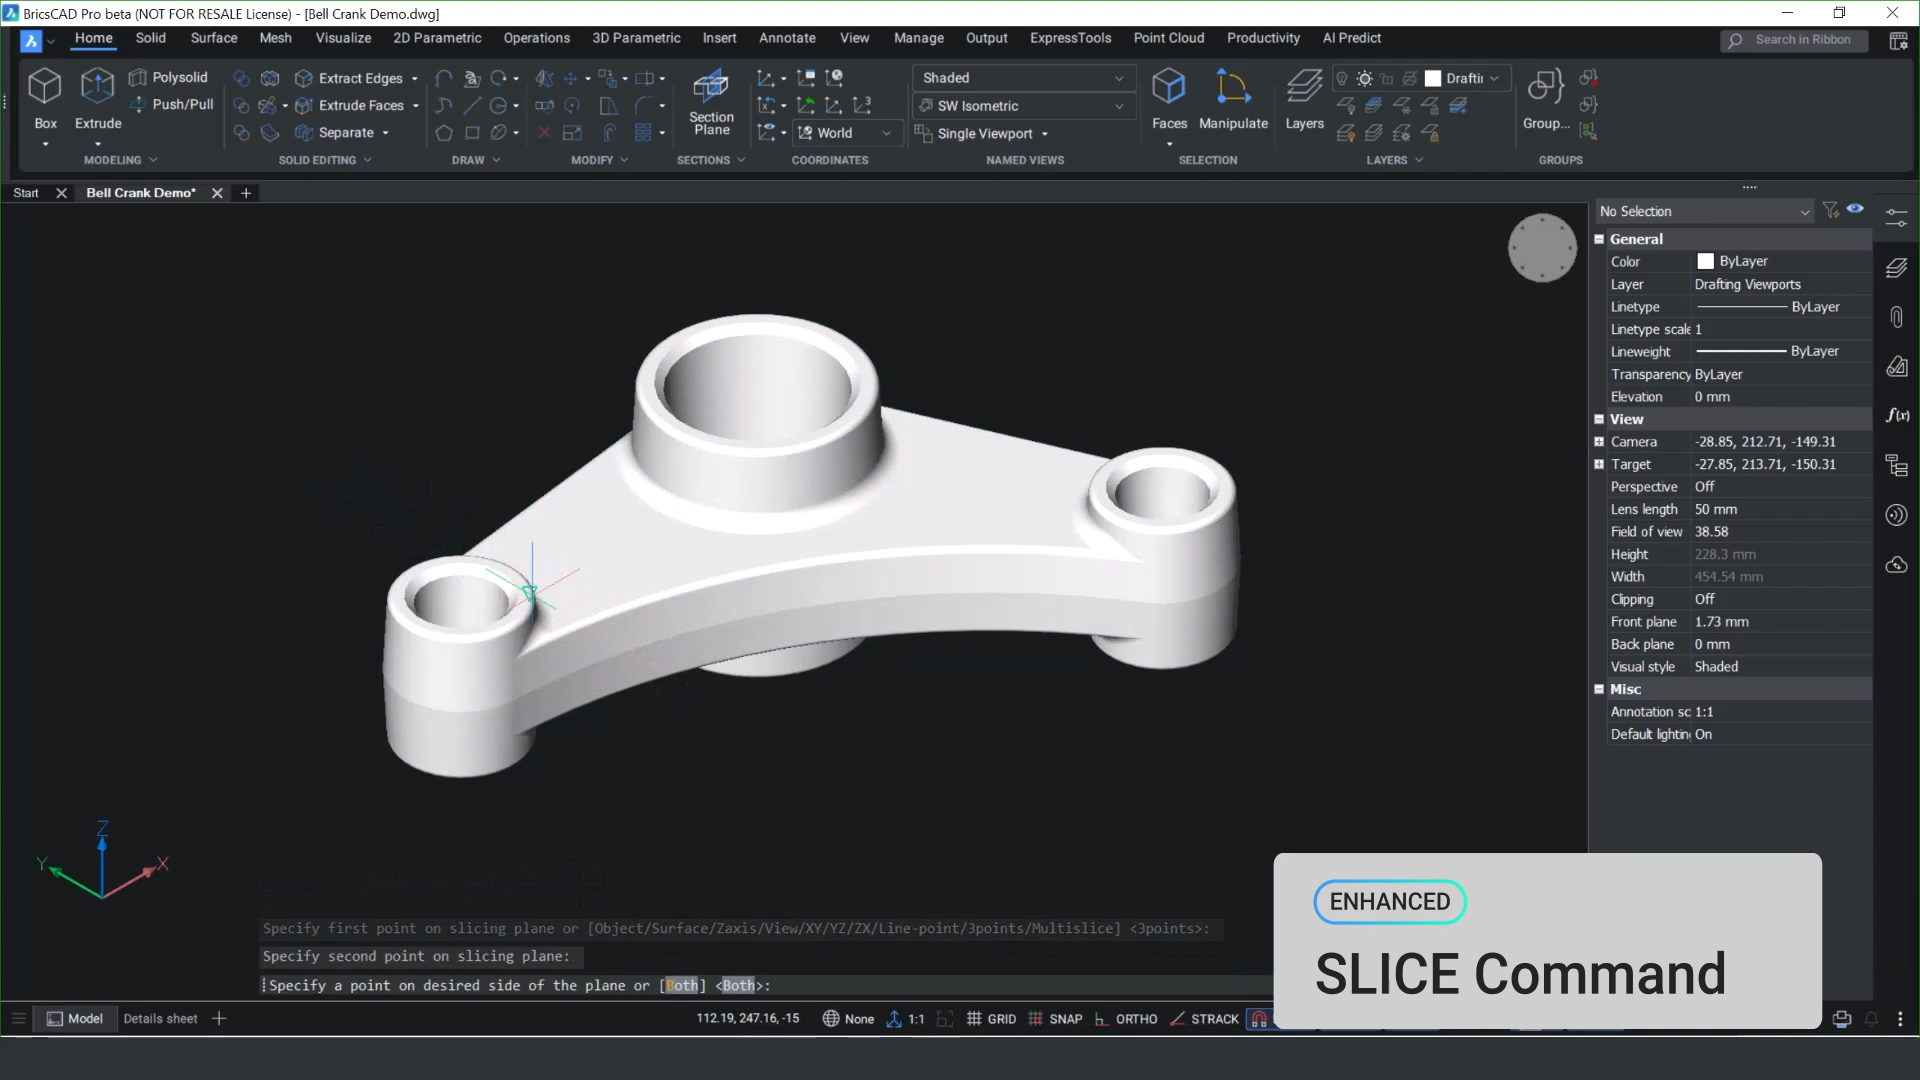 BricsCAD Pro beta (NOT FOR RESALE License) - [Bell Crank Demo.dwg]
Home Solid Surface Mesh Visualize 2D Parametric Operations 3D Parametric Insert Annotate View Manage Output ExpressTools Point Cloud Productivity AI Predict Search in Ribbon
Box
Extrude
Polysolid
Push/Pull
MODELING
Extract Edges
Extrude Faces
Separate
SOLID EDITING
DRAW
MODIFY
Section
Plane
SECTIONS
3
World
COORDINATES
Shaded
SW Isometric
Single Viewport
NAMED VIEWS
Faces
Manipulate
SELECTION
Layers
Draftii
LAYERS
Group...
GROUPS
Start
Bell Crank Demo*
No Selection
General
Color ByLayer
Layer Drafting Viewports
Linetype ByLayer
Linetype scale 1
Lineweight ByLayer
Transparency ByLayer
Elevation 0 mm
View
Camera -28.85, 212.71, -149.31
Target -27.85, 213.71, -150.31
Perspective Off
Lens length 50 mm
Field of view 38.58
Height 228.3 mm
Width 454.54 mm
Clipping Off
Front plane 1.73 mm
Back plane 0 mm
Visual style Shaded
Misc
Annotation sc 1:1
Default lightin On
f(x)
Z
Y
X
Specify first point on slicing plane or [Object/Surface/Zaxis/View/XY/YZ/ZX/Line-point/3points/Multislice] <3points>:
Specify second point on slicing plane:
Specify a point on desired side of the plane or [Both] <Both>:
ENHANCED
SLICE Command
Model Details sheet
112.19, 247.16, -15 None 1:1 GRID SNAP ORTHO STRACK